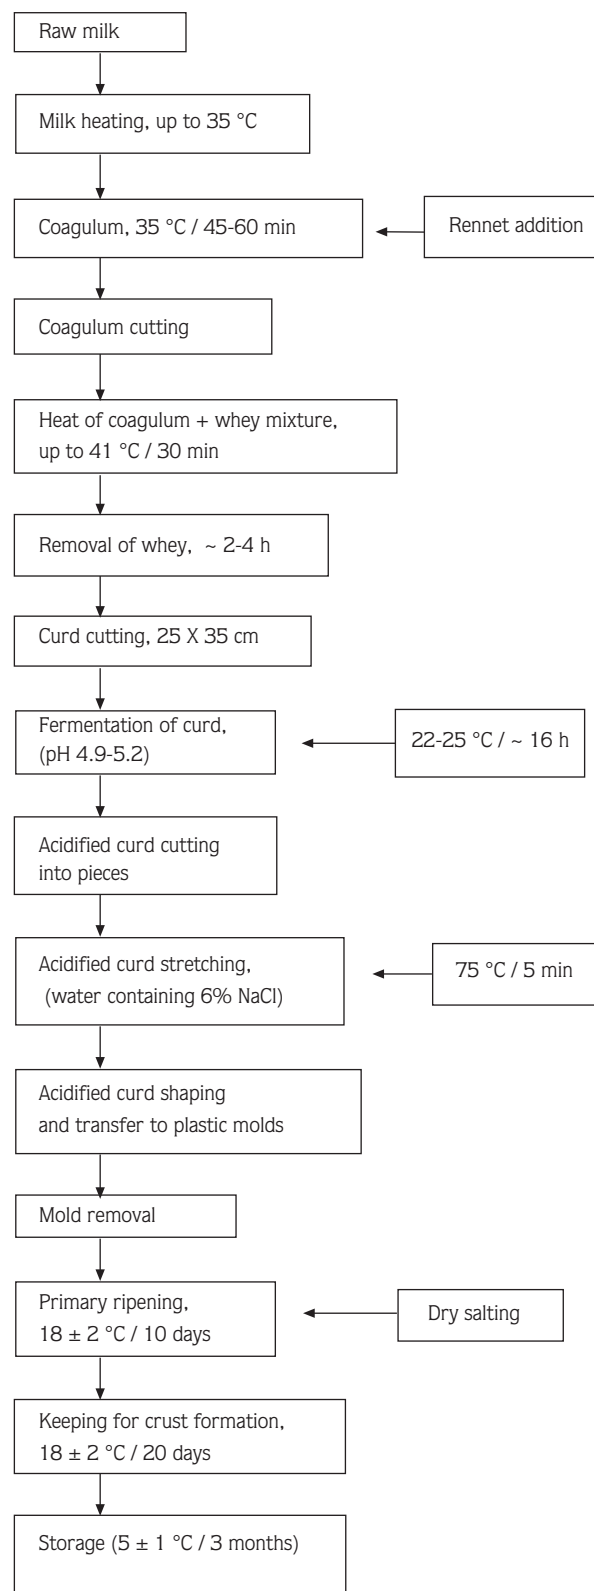 Raw milk
Milk heating, up to 35 °C
Coagulum, 35 °C / 45-60 min
Rennet addition
Coagulum cutting
Heat of coagulum + whey mixture,
up to 41 °C / 30 min
Removal of whey, ~ 2-4 h
Curd cutting, 25 X 35 cm
Fermentation of curd,
(pH 4.9-5.2)
22-25 °C / ~ 16 h
Acidified curd cutting
into pieces
Acidified curd stretching,
(water containing 6% NaCl)
75 °C / 5 min
Acidified curd shaping
and transfer to plastic molds
Mold removal
Primary ripening,
18 ± 2 °C / 10 days
Dry salting
Keeping for crust formation,
18 ± 2 °C / 20 days
Storage (5 ± 1 °C / 3 months)